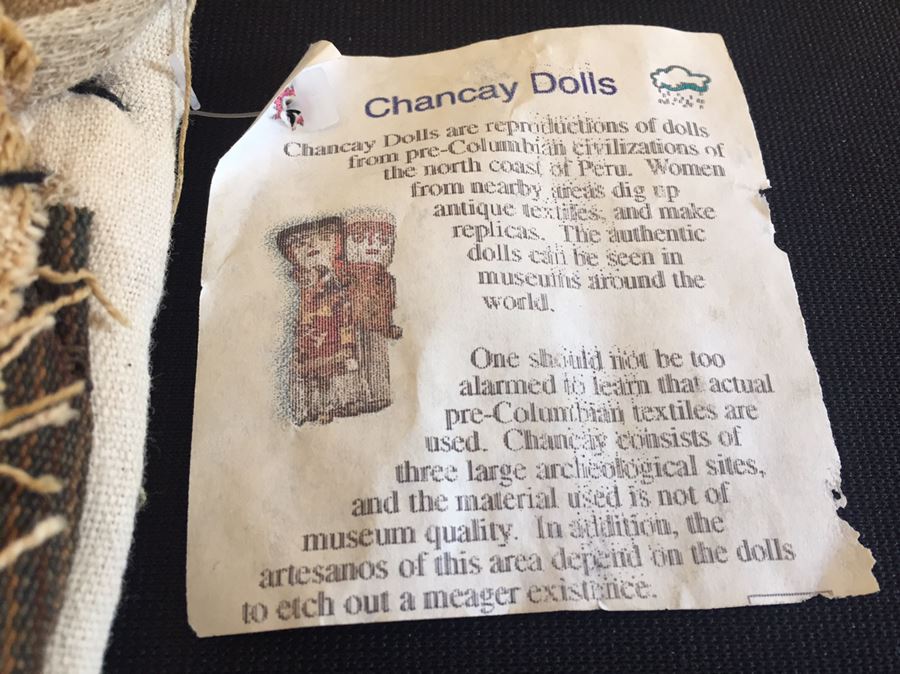 Chancay Dolls
Chancay Dolls are reproductions of dolls
from pre-Columbian civilizations of
the north coast of Peru. Women
from nearby areas dig up
antique textiles, and make
replicas. The authentic
dolls can be seen in
museums around the
world.
One should not be too
alarmed to learn that actual
pre-Columbian textiles are
used. Chancay consists of
three large archeological sites,
and the material used is not of
museum quality. In addition, the
artesanos of this area depend on the dolls
to etch out a meager existence.